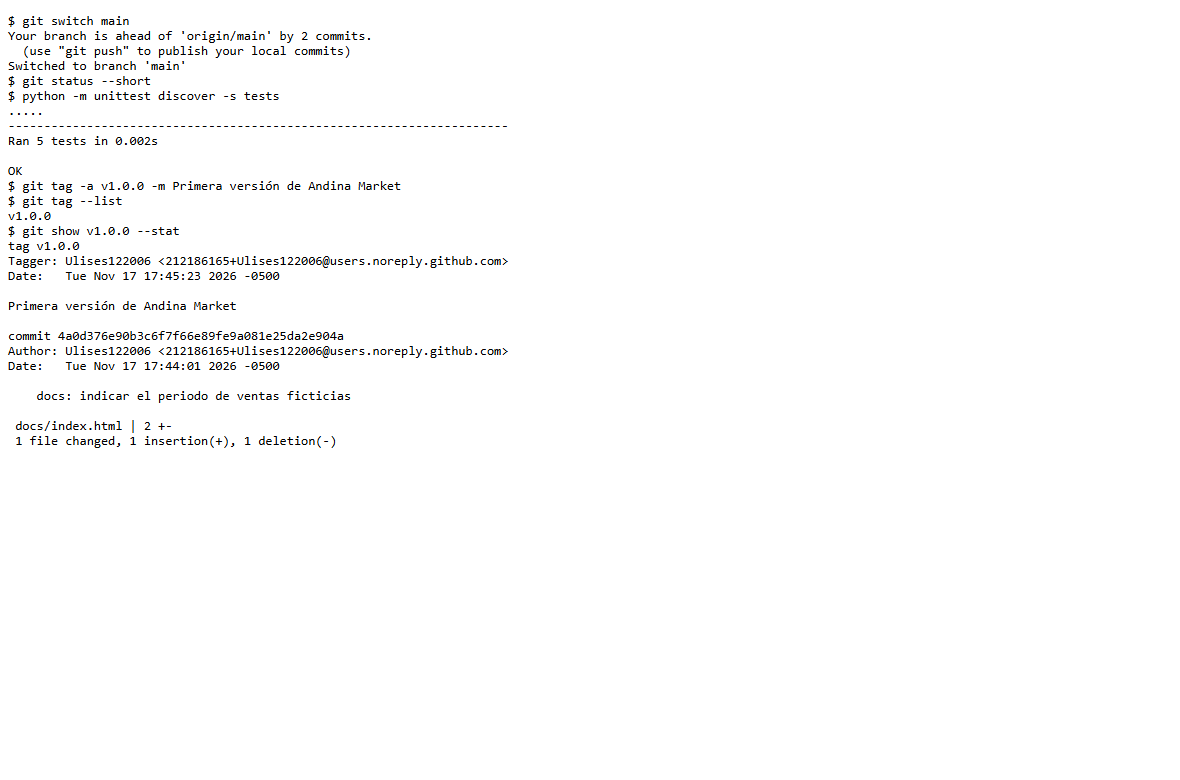 $ git switch main
Your branch is ahead of 'origin/main' by 2 commits.
  (use "git push" to publish your local commits)
Switched to branch 'main'
$ git status --short
$ python -m unittest discover -s tests
.....
----------------------------------------------------------------------
Ran 5 tests in 0.002s

OK
$ git tag -a v1.0.0 -m Primera versión de Andina Market
$ git tag --list
v1.0.0
$ git show v1.0.0 --stat
tag v1.0.0
Tagger: Ulises122006 <212186165+Ulises122006@users.noreply.github.com>
Date:   Tue Nov 17 17:45:23 2026 -0500

Primera versión de Andina Market

commit 4a0d376e90b3c6f7f66e89fe9a081e25da2e904a
Author: Ulises122006 <212186165+Ulises122006@users.noreply.github.com>
Date:   Tue Nov 17 17:44:01 2026 -0500

    docs: indicar el periodo de ventas ficticias

 docs/index.html | 2 +-
 1 file changed, 1 insertion(+), 1 deletion(-)